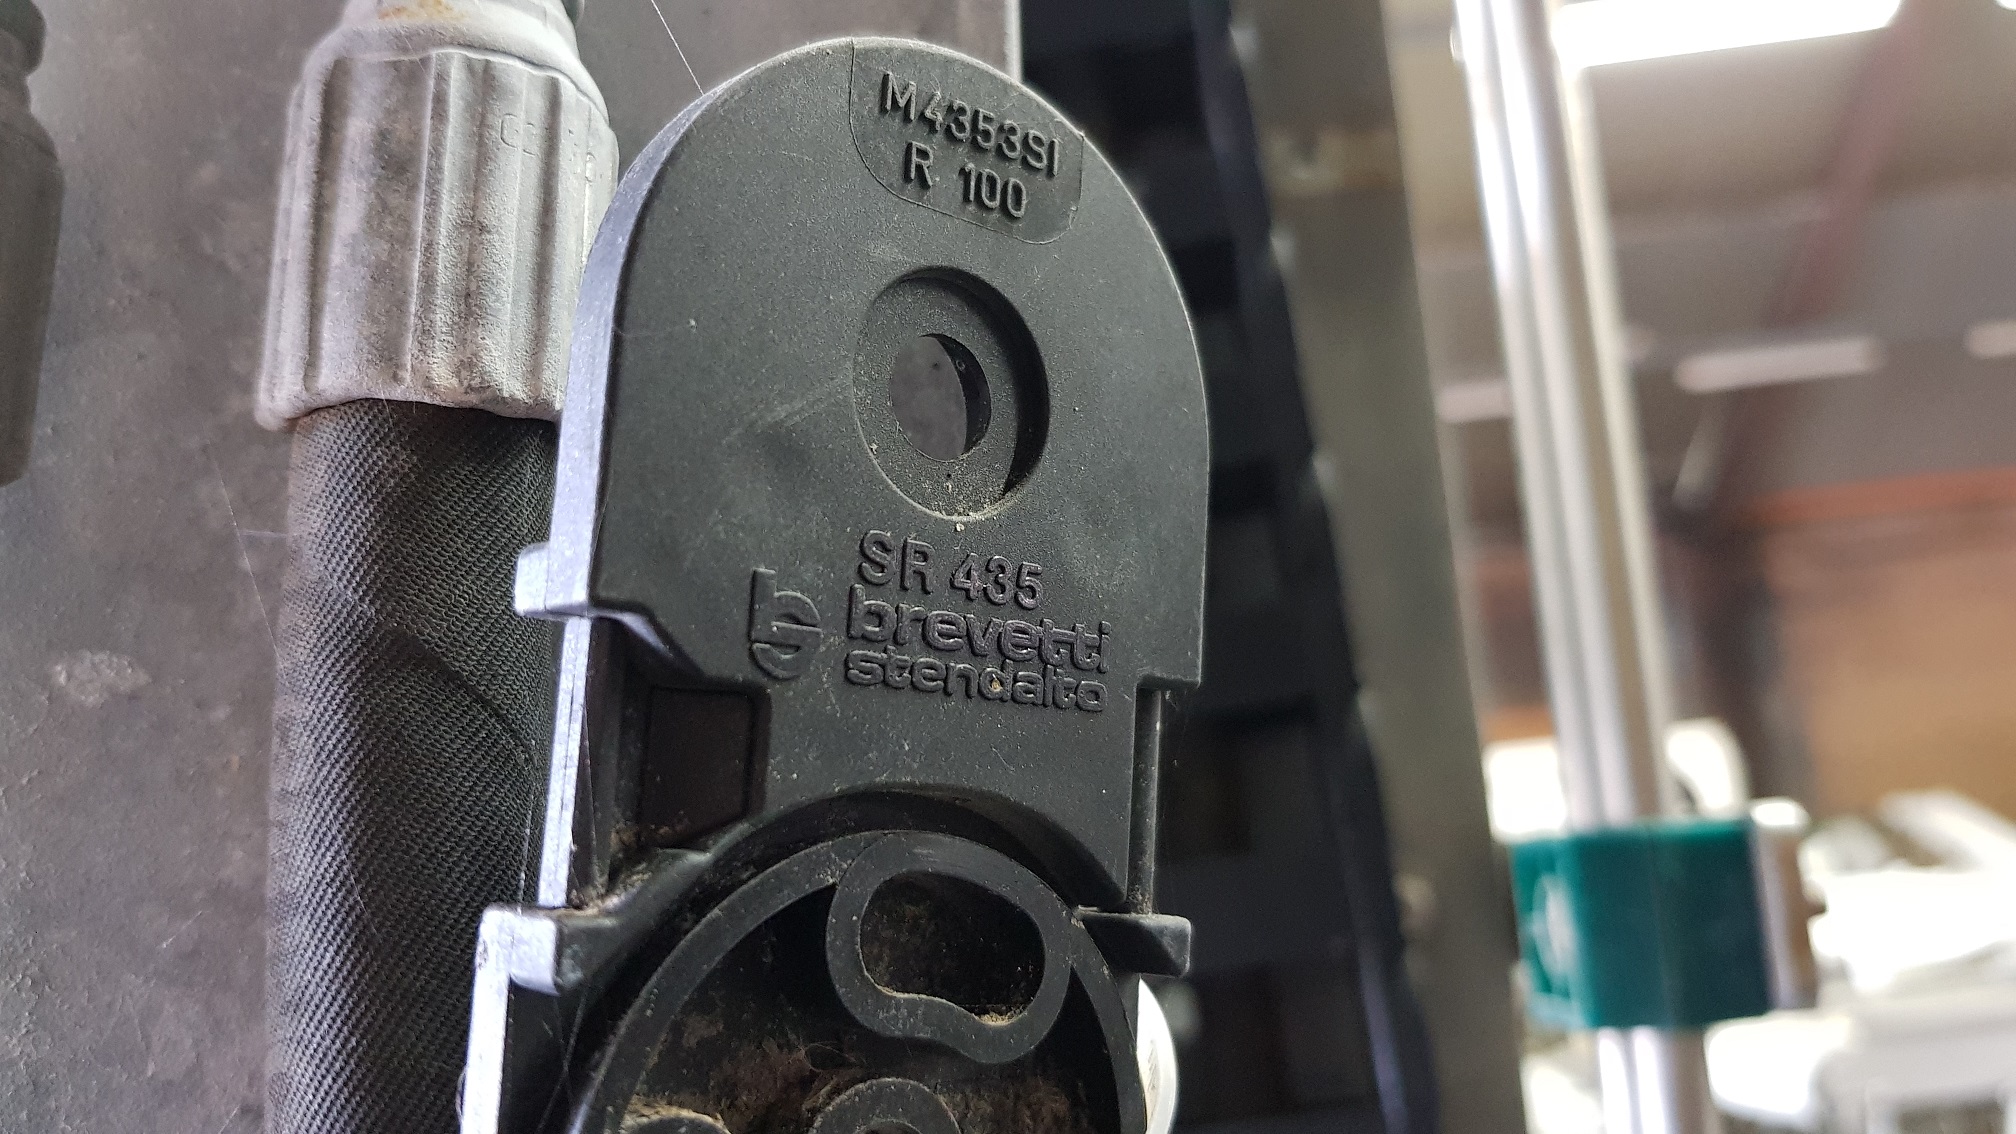 M4353SI
R 100
SR 435
brevetti
stendalto